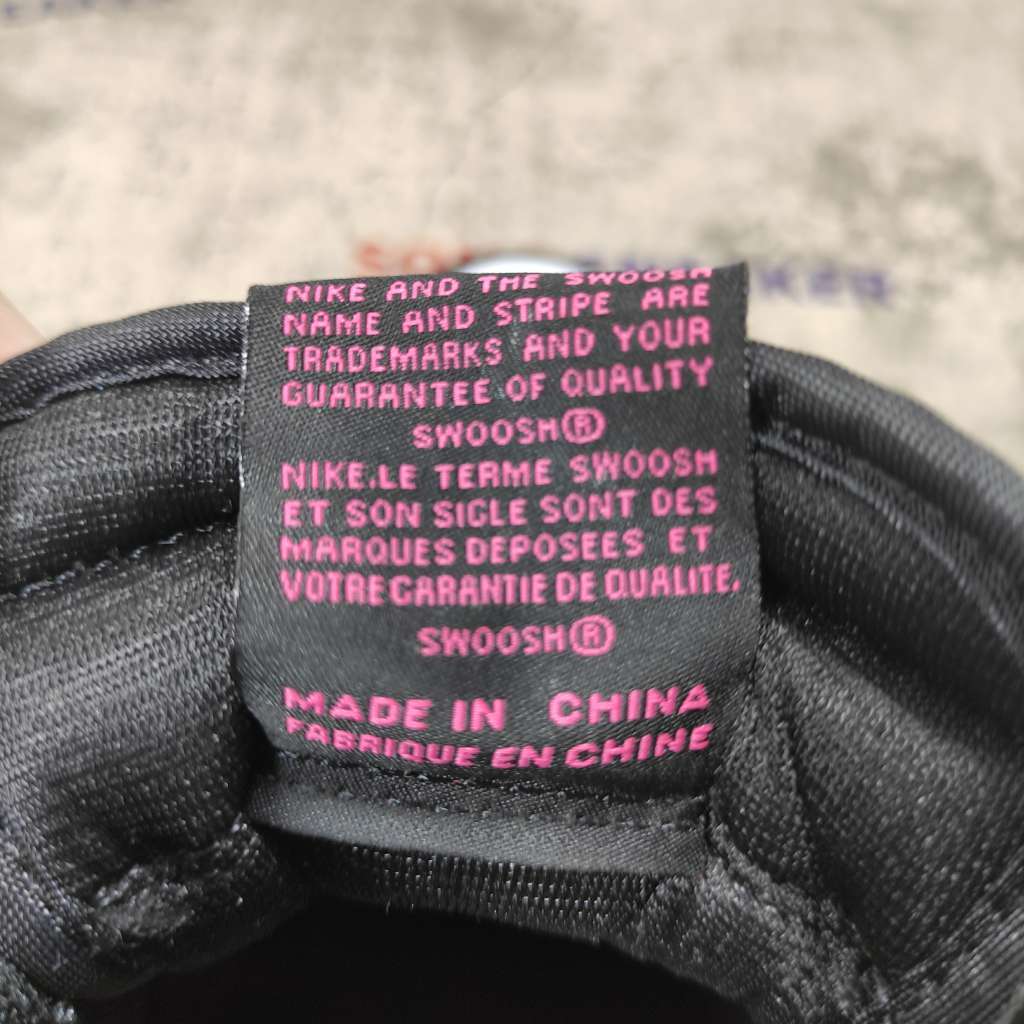 NIKE AND THE SWOOSH
NAME AND STRIPE ARE
TRADEMARKS AND YOUR
GUARANTEE OF QUALITY
SWOOSH®
NIKE.LE TERME SWOOSH
ET SON SIGLE SONT DES
MARQUES DEPOSEES ET
VOTRE GARANTIE DE QUALITE.
SWOOSH®
MADE IN CHINA
FABRIQUE EN CHINE